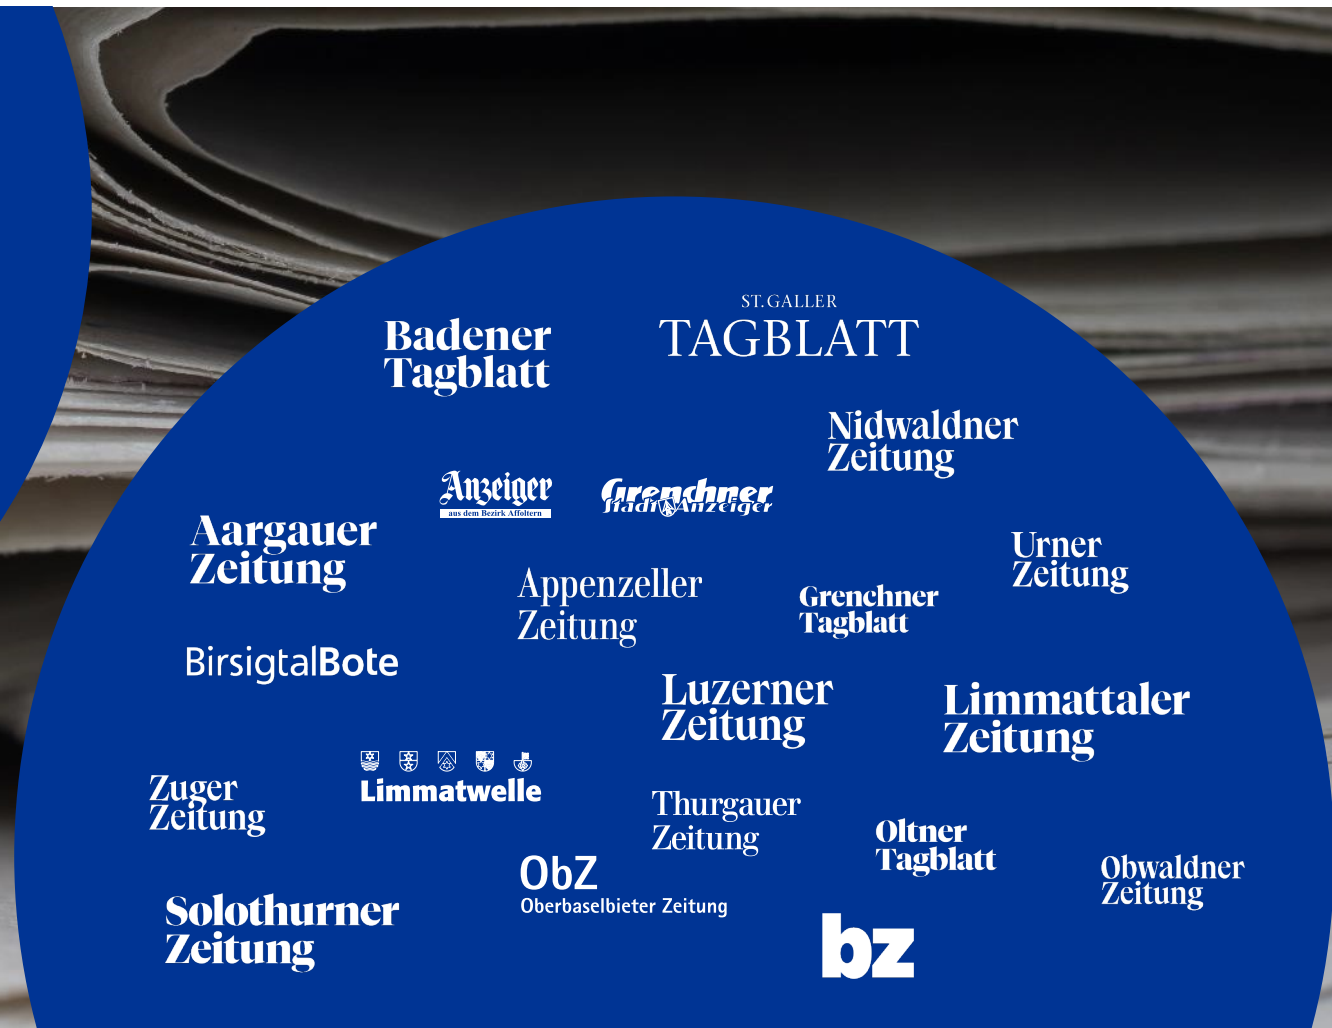 ST.GALLER
TAGBLATT
Badener
Tagblatt
Nidwaldner
Zeitung
Anzeiger
aus dem Bezirk Affoltern
Grenchner
Stadt Anzeiger
Aargauer
Zeitung
Urner
Zeitung
Appenzeller
Zeitung
Grenchner
Tagblatt
BirsigtalBote
Luzerner
Zeitung
Limmattaler
Zeitung
Limmatwelle
Zuger
Zeitung
Thurgauer
Zeitung
Oltner
Tagblatt
Obwaldner
Zeitung
ObZ
Oberbaselbieter Zeitung
Solothurner
Zeitung
bz